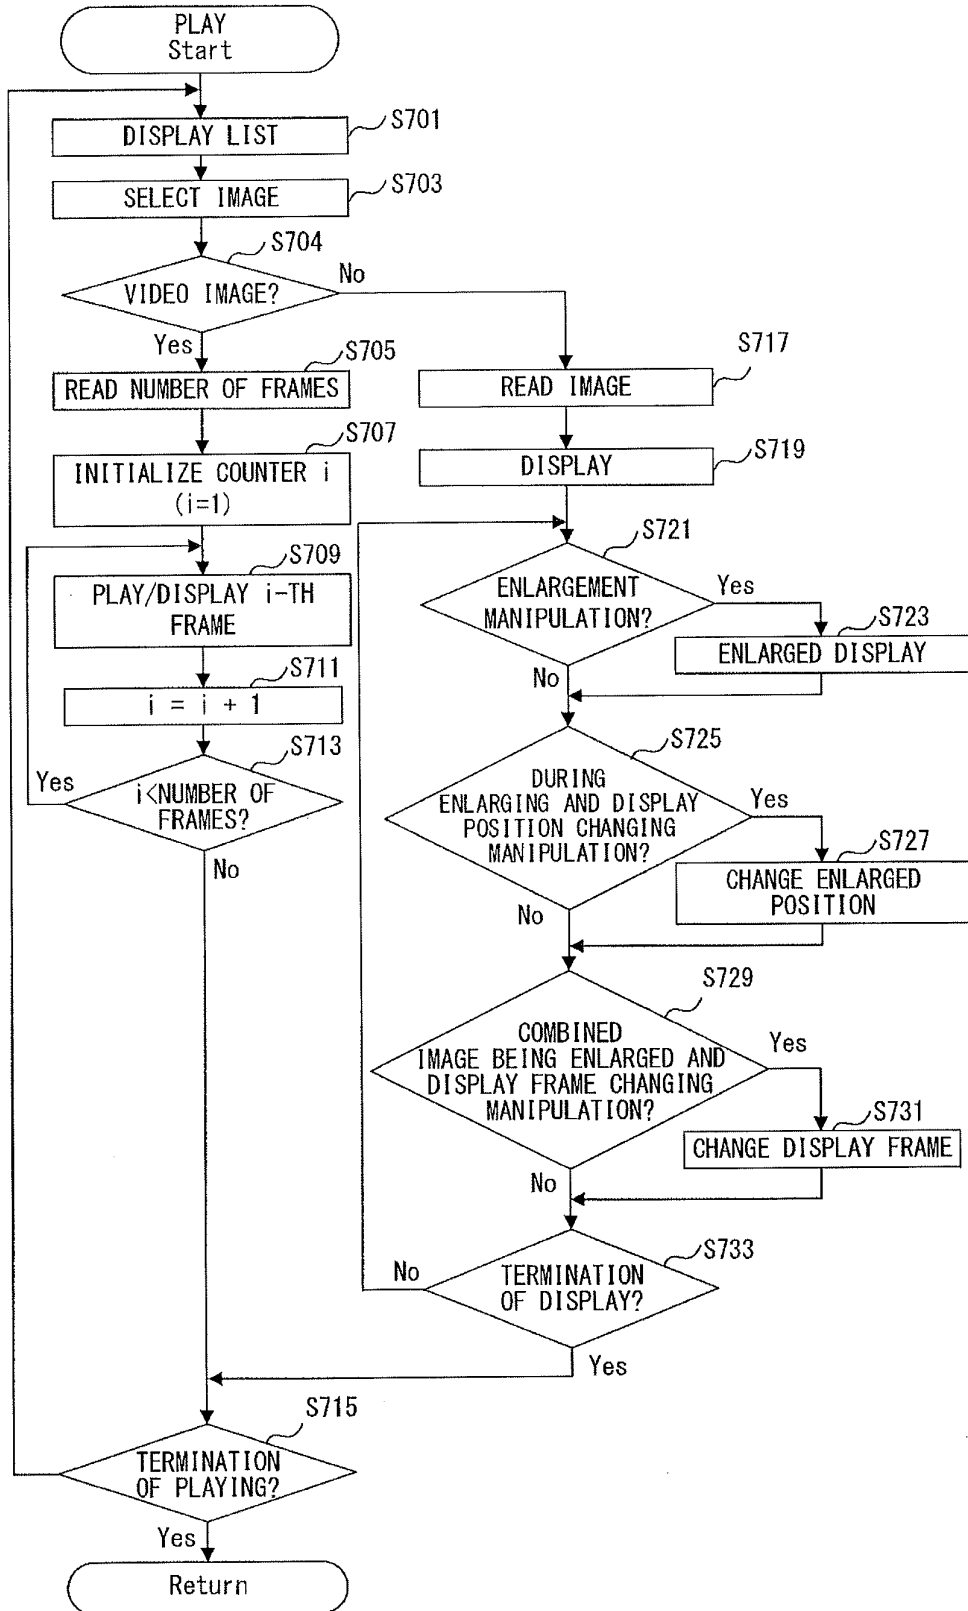 PLAY
Start
DISPLAY LIST
S701
SELECT IMAGE
S703
S704
VIDEO IMAGE?
No
Yes
S705
READ NUMBER OF FRAMES
S707
INITIALIZE COUNTER i
(i=1)
S709
PLAY/DISPLAY i-TH
FRAME
S711
i = i + 1
S713
Yes
i<NUMBER OF
FRAMES?
No
S717
READ IMAGE
DISPLAY
S719
S721
ENLARGEMENT
MANIPULATION?
Yes
S723
ENLARGED DISPLAY
No
S725
DURING
ENLARGING AND DISPLAY
POSITION CHANGING
MANIPULATION?
Yes
S727
CHANGE ENLARGED
POSITION
No
S729
COMBINED
IMAGE BEING ENLARGED AND
DISPLAY FRAME CHANGING
MANIPULATION?
Yes
S731
CHANGE DISPLAY FRAME
No
S733
No
TERMINATION
OF DISPLAY?
Yes
S715
TERMINATION
OF PLAYING?
Yes
Return